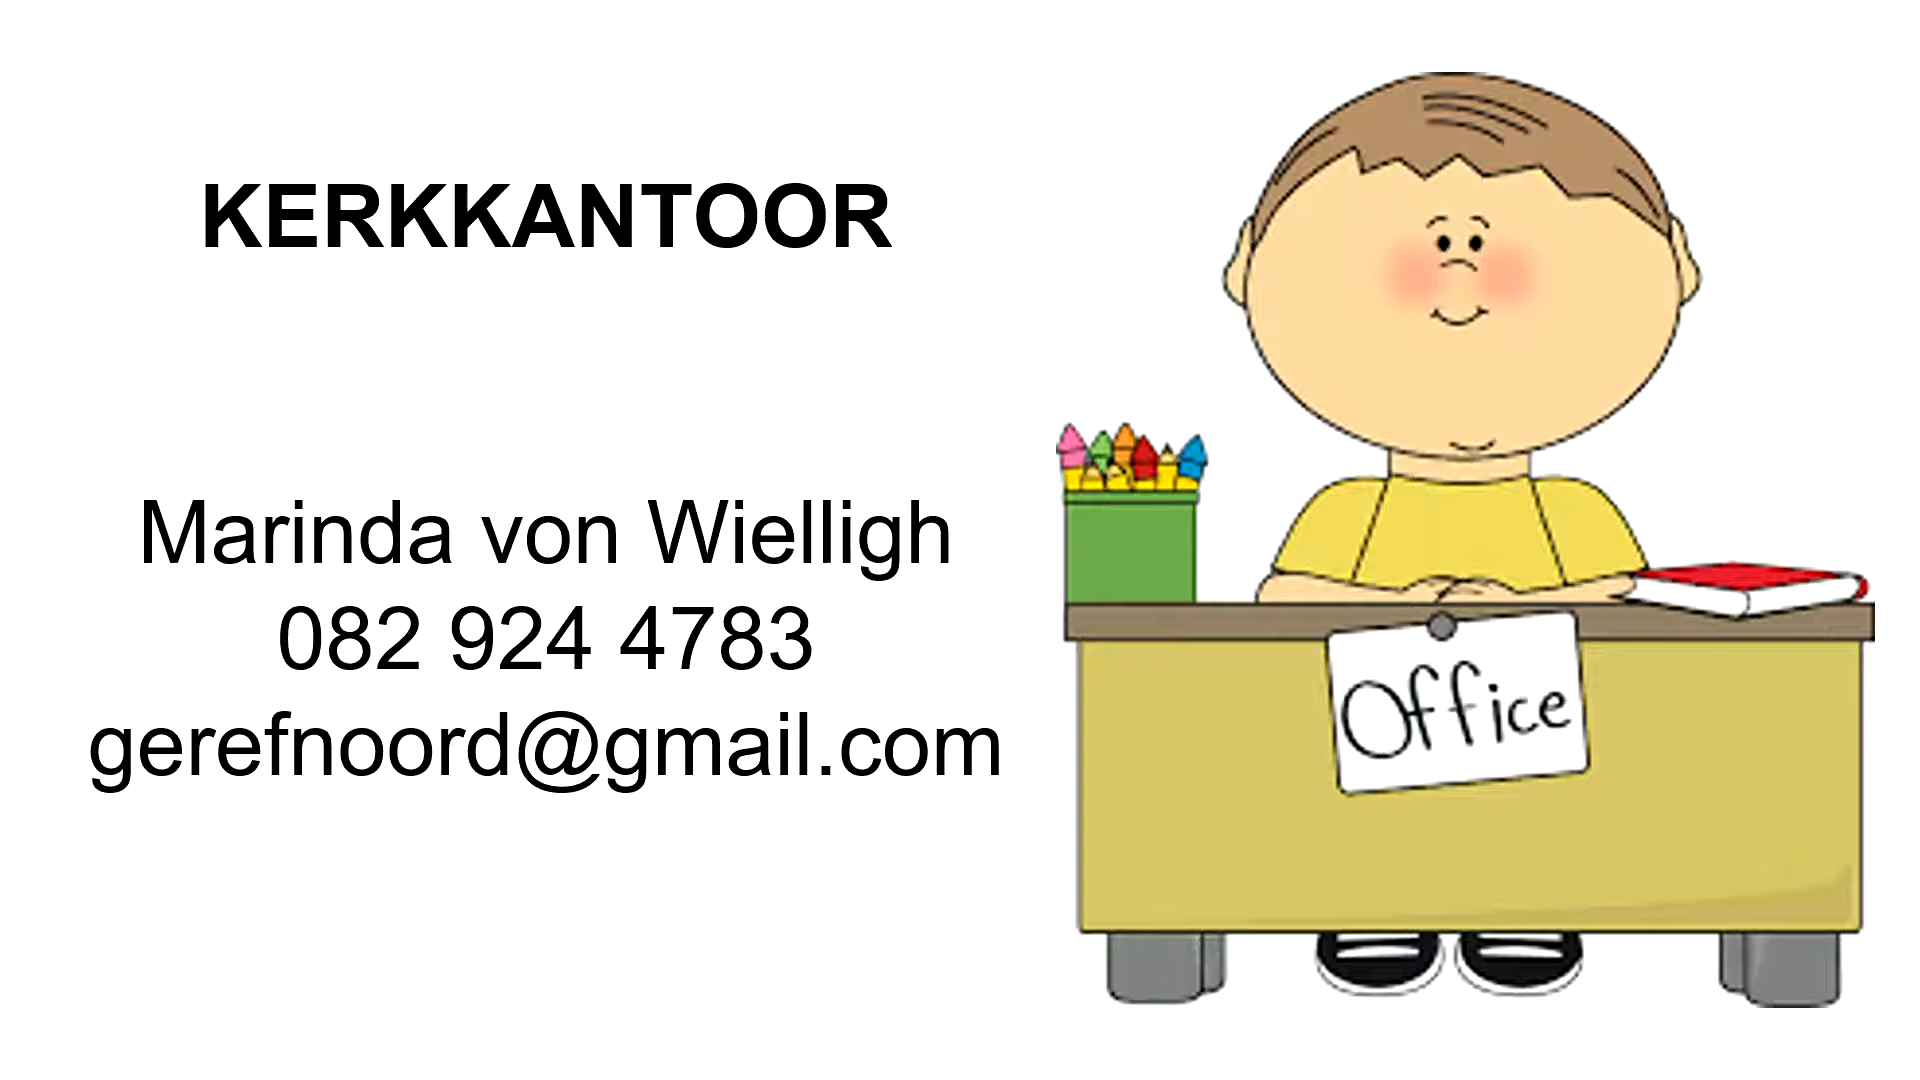 KERKKANTOOR
Marinda von Wielligh
082 924 4783
gerefnoord@gmail.com
Office